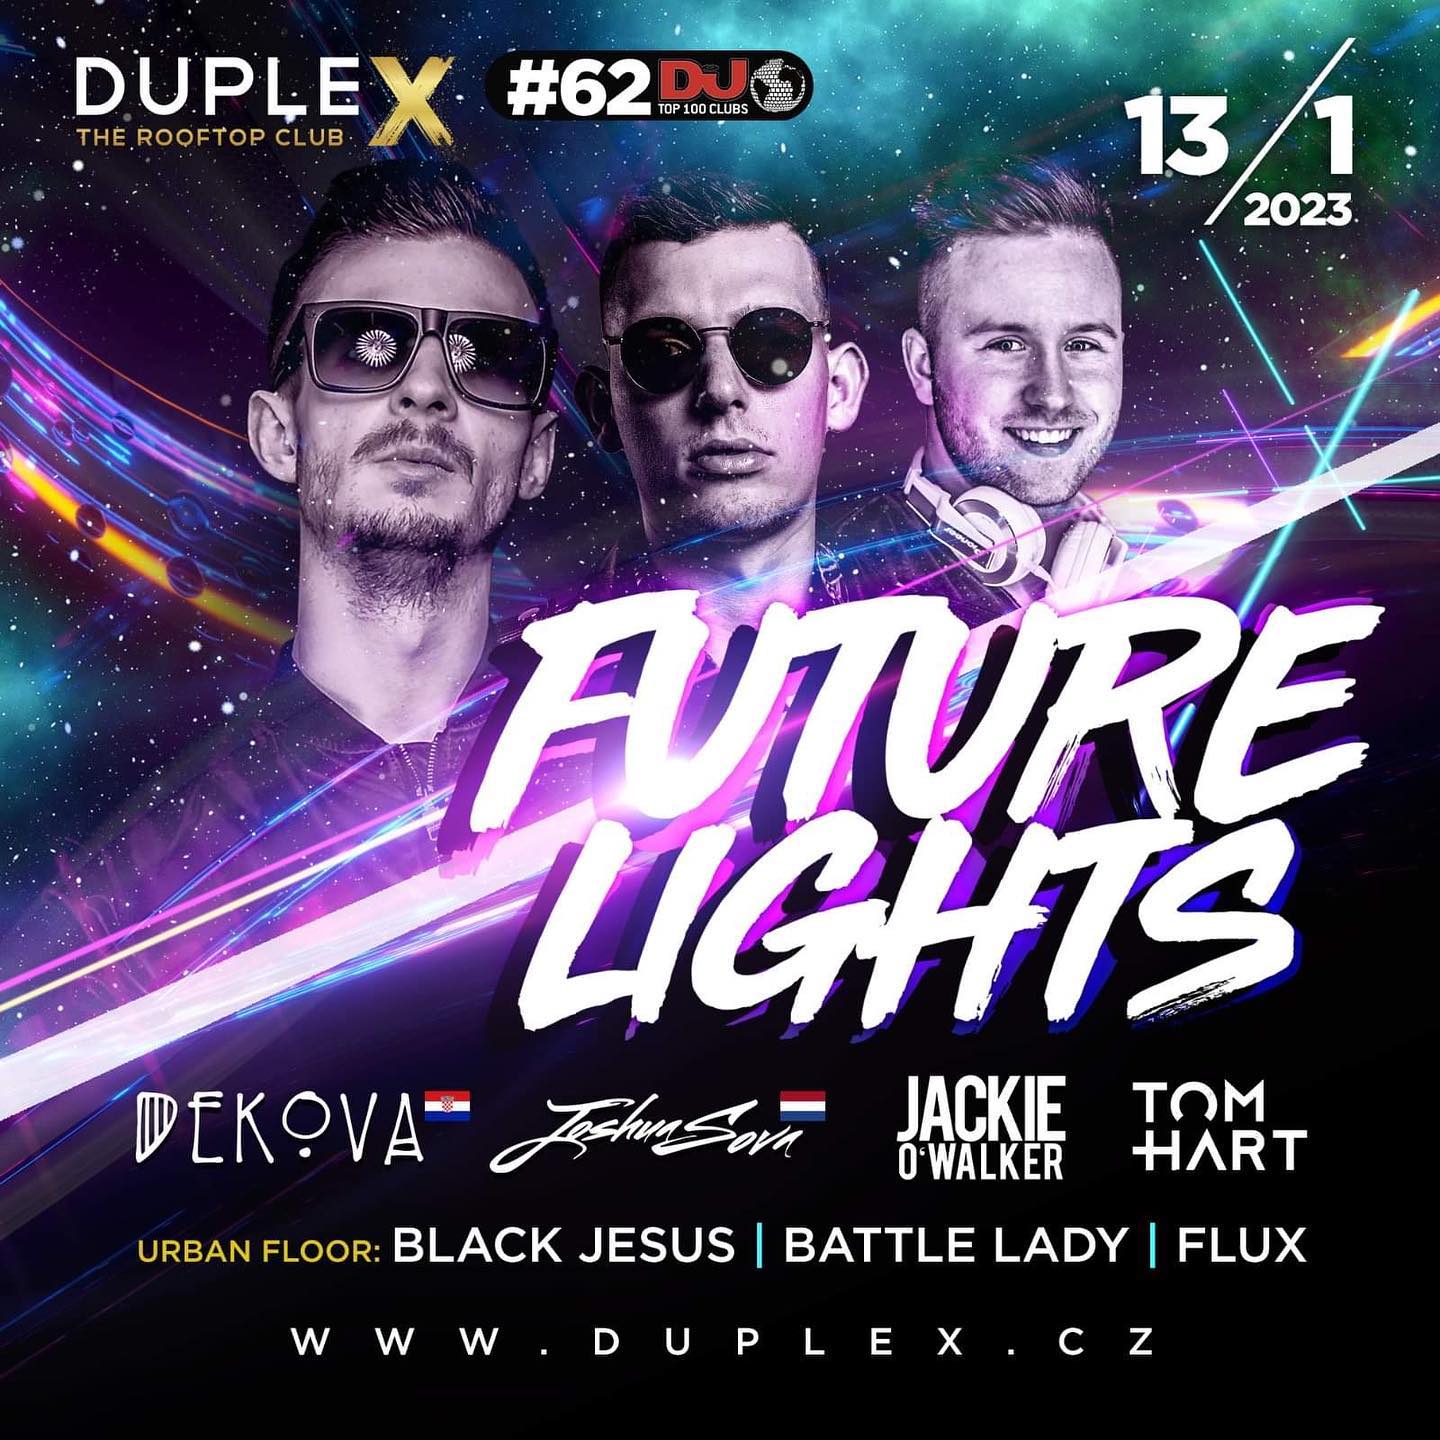 DUPLEX
THE ROOFTOP CLUB
#62 DJ
TOP 100 CLUBS
13/1
2023
FUTURE
LIGHTS
DEKOVA
Joshua Sova
JACKIE
O'WALKER
TOM
HART
URBAN FLOOR: BLACK JESUS | BATTLE LADY | FLUX
WWW.DUPLEX.CZ